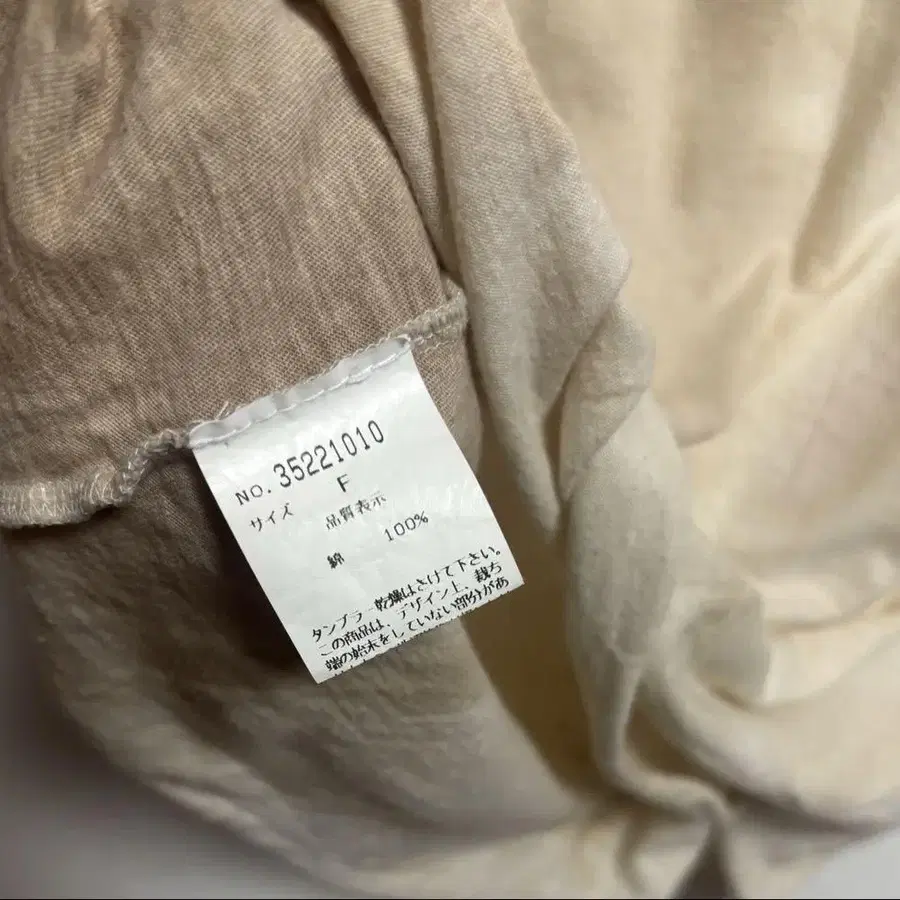 NO. 35221010
サイズ F
品質表示
綿 100%
タンブラー乾燥はさけて下さい。
この商品は、デザイン上、裁ち
端の始末をしていない部分があ